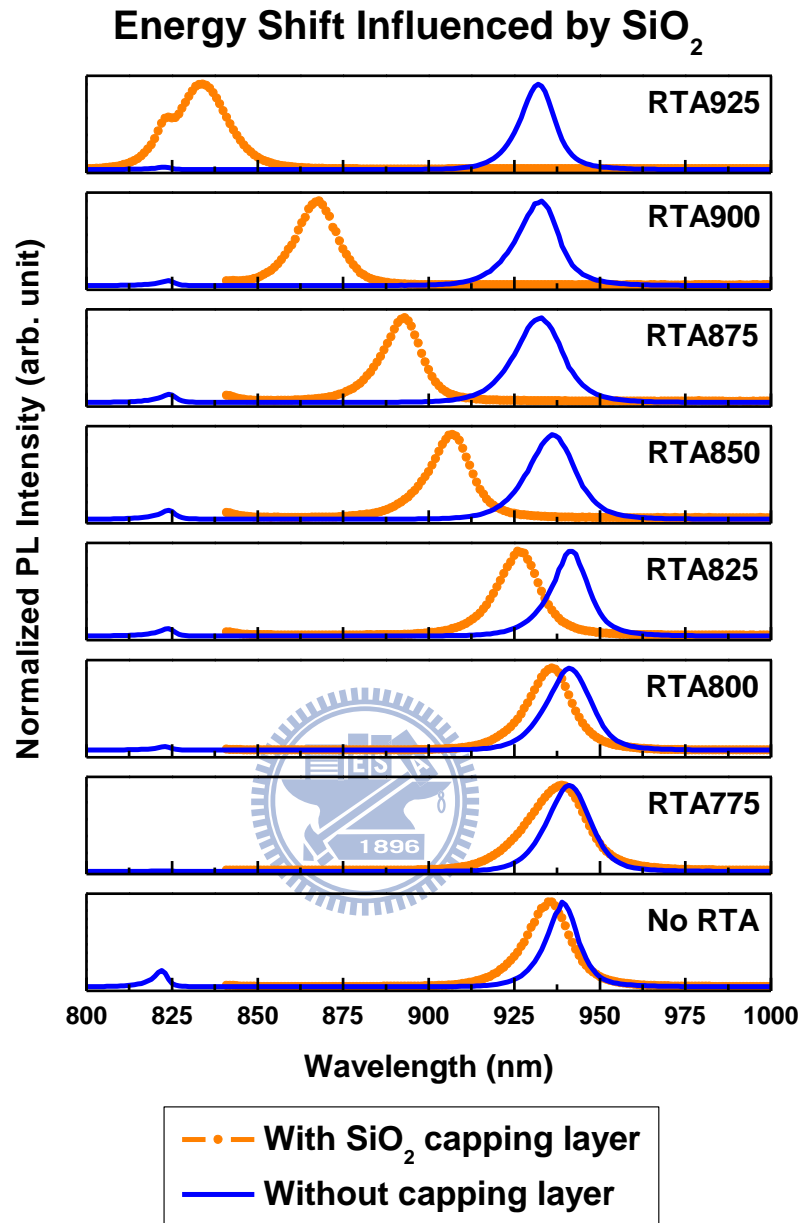 Energy Shift Influenced by SiO₂
Normalized PL Intensity (arb. unit)
RTA925
RTA900
RTA875
RTA850
RTA825
RTA800
RTA775
No RTA
E S A
1896
800 825 850 875 900 925 950 975 1000
Wavelength (nm)
With SiO₂ capping layer
Without capping layer